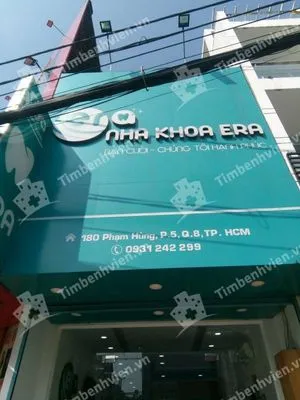 era
NHA KHOA ERA
BẠN CƯỜI - CHÚNG TÔI HẠNH PHÚC
180 Phạm Hùng, P.5, Q.8, TP. HCM
0931 242 299
Timbenhvien.vn